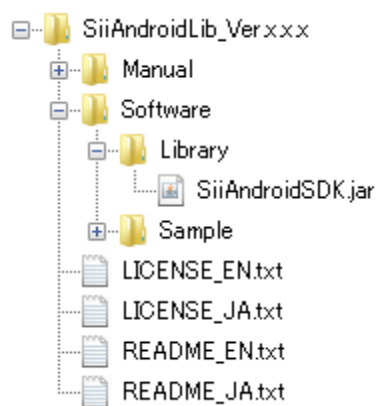 SiiAndroidLib_Ver.x.x.x
Manual
Software
Library
SiiAndroidSDK.jar
Sample
LICENSE_EN.txt
LICENSE_JA.txt
README_EN.txt
README_JA.txt